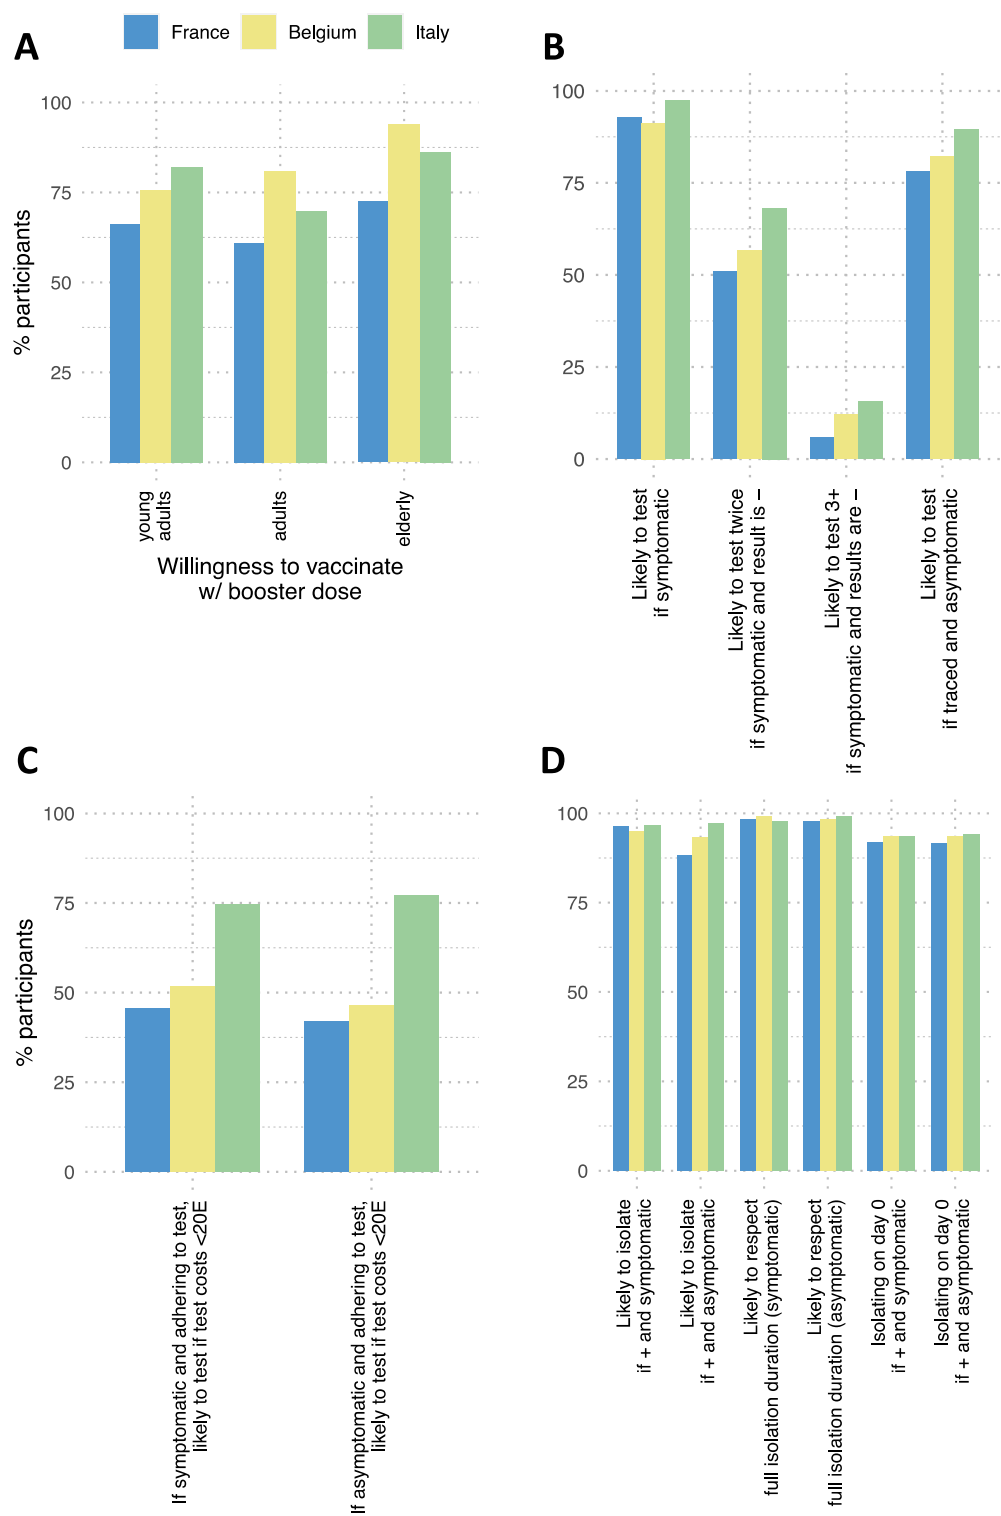 A
France
Belgium
Italy
% participants
100
75
50
25
0
young
adults
adults
elderly
Willingness to vaccinate
w/ booster dose
B
100
75
50
25
0
Likely to test
if symptomatic
Likely to test twice
if symptomatic and result is –
Likely to test 3+
if symptomatic and results are –
Likely to test
if traced and asymptomatic
C
% participants
100
75
50
25
0
If symptomatic and adhering to test,
likely to test if test costs <20E
If asymptomatic and adhering to test,
likely to test if test costs <20E
D
100
75
50
25
0
Likely to isolate
if + and symptomatic
Likely to isolate
if + and asymptomatic
Likely to respect
full isolation duration (symptomatic)
Likely to respect
full isolation duration (asymptomatic)
Isolating on day 0
if + and symptomatic
Isolating on day 0
if + and asymptomatic